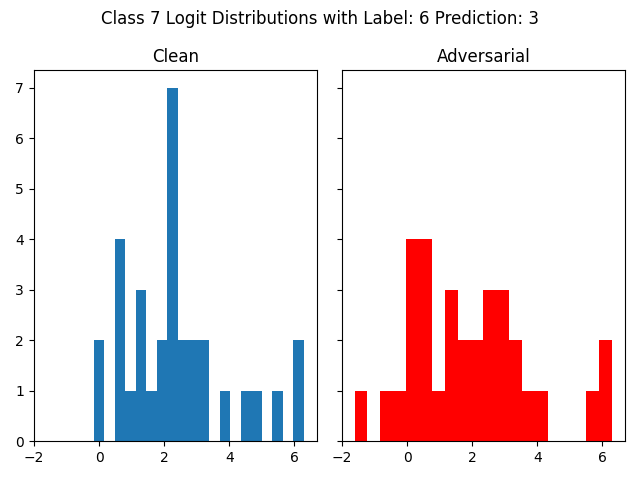 Class 7 Logit Distributions with Label: 6 Prediction: 3
Clean
Adversarial
7
6
5
4
3
2
1
0
−2 0 2 4 6
−2 0 2 4 6